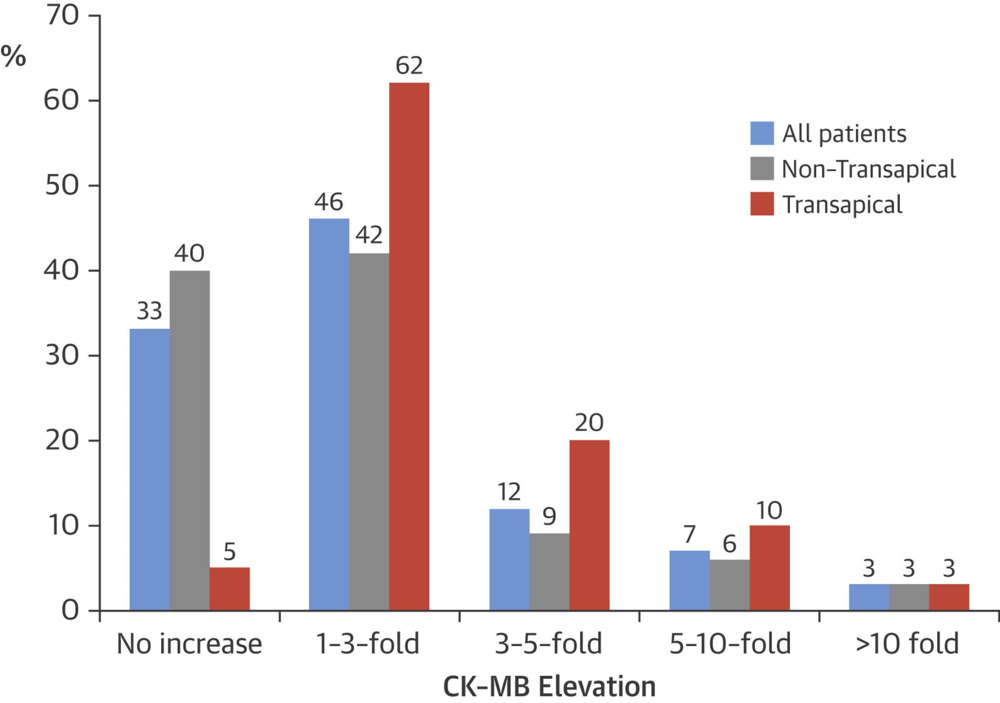 70
%
60
50
40
30
20
10
0
33
40
5
46
42
62
12
9
20
7
6
10
3
3
3
All patients
Non-Transapical
Transapical
No increase
1-3-fold
3-5-fold
5-10-fold
>10 fold
CK-MB Elevation